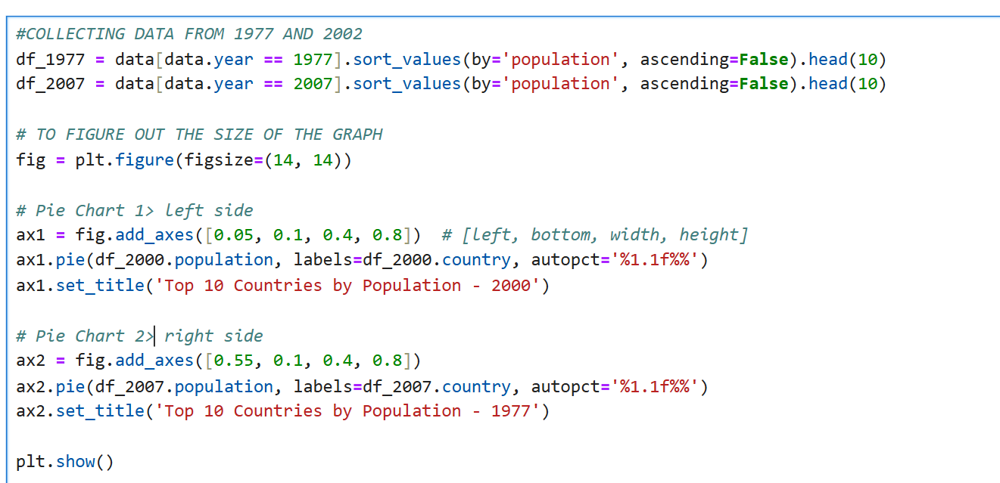 #COLLECTING DATA FROM 1977 AND 2002
df_1977 = data[data.year == 1977].sort_values(by='population', ascending=False).head(10)
df_2007 = data[data.year == 2007].sort_values(by='population', ascending=False).head(10)
# TO FIGURE OUT THE SIZE OF THE GRAPH
fig = plt.figure(figsize=(14, 14))
# Pie Chart 1> left side
ax1 = fig.add_axes([0.05, 0.1, 0.4, 0.8])  # [left, bottom, width, height]
ax1.pie(df_2000.population, labels=df_2000.country, autopct='%1.1f%%')
ax1.set_title('Top 10 Countries by Population - 2000')
# Pie Chart 2> right side
ax2 = fig.add_axes([0.55, 0.1, 0.4, 0.8])
ax2.pie(df_2007.population, labels=df_2007.country, autopct='%1.1f%%')
ax2.set_title('Top 10 Countries by Population - 1977')
plt.show()